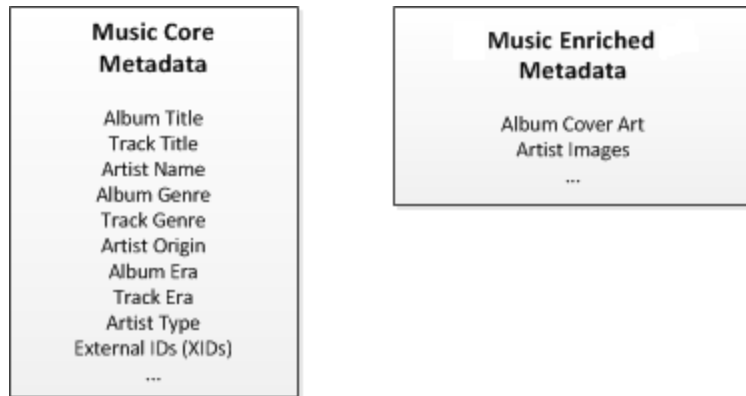 Music Core
Metadata
Album Title
Track Title
Artist Name
Album Genre
Track Genre
Artist Origin
Album Era
Track Era
Artist Type
External IDs (XIDs)
...
Music Enriched
Metadata
Album Cover Art
Artist Images
...